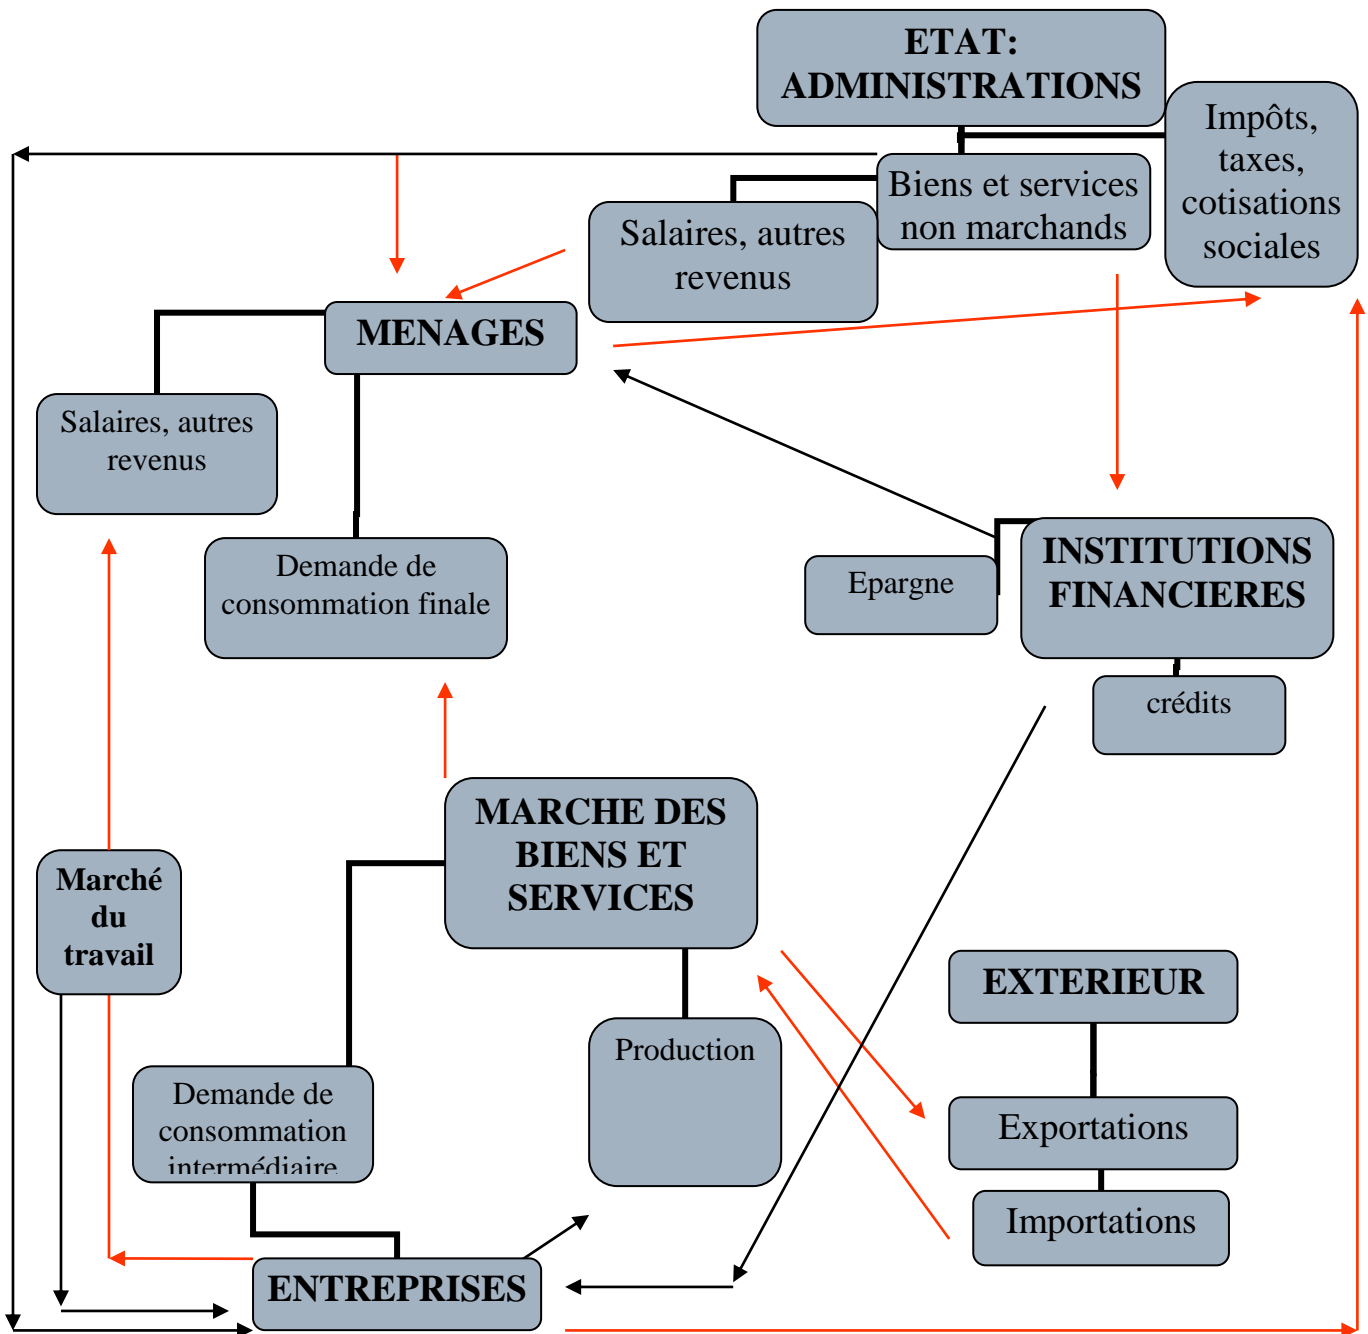 ETAT:
ADMINISTRATIONS
Impôts,
taxes,
cotisations
sociales
Biens et services
non marchands
Salaires, autres
revenus
MENAGES
Salaires, autres
revenus
Demande de
consommation finale
INSTITUTIONS
FINANCIERES
Epargne
crédits
MARCHE DES
BIENS ET
SERVICES
Marché
du
travail
EXTERIEUR
Production
Demande de
consommation
intermédiaire
Exportations
Importations
ENTREPRISES